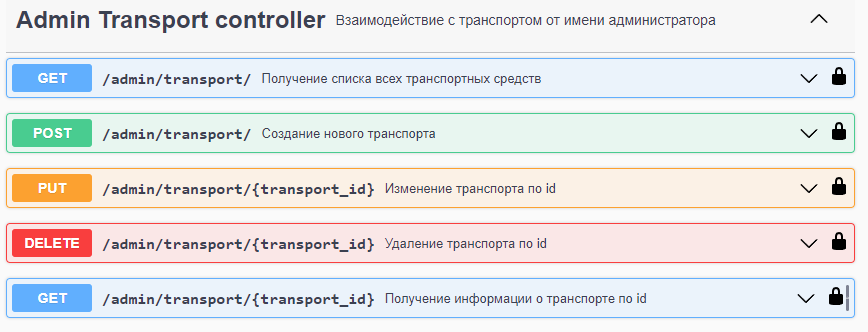 Admin Transport controller Взаимодействие с транспортом от имени администратора
GET /admin/transport/ Получение списка всех транспортных средств
POST /admin/transport/ Создание нового транспорта
PUT /admin/transport/{transport_id} Изменение транспорта по id
DELETE /admin/transport/{transport_id} Удаление транспорта по id
GET /admin/transport/{transport_id} Получение информации о транспорте по id